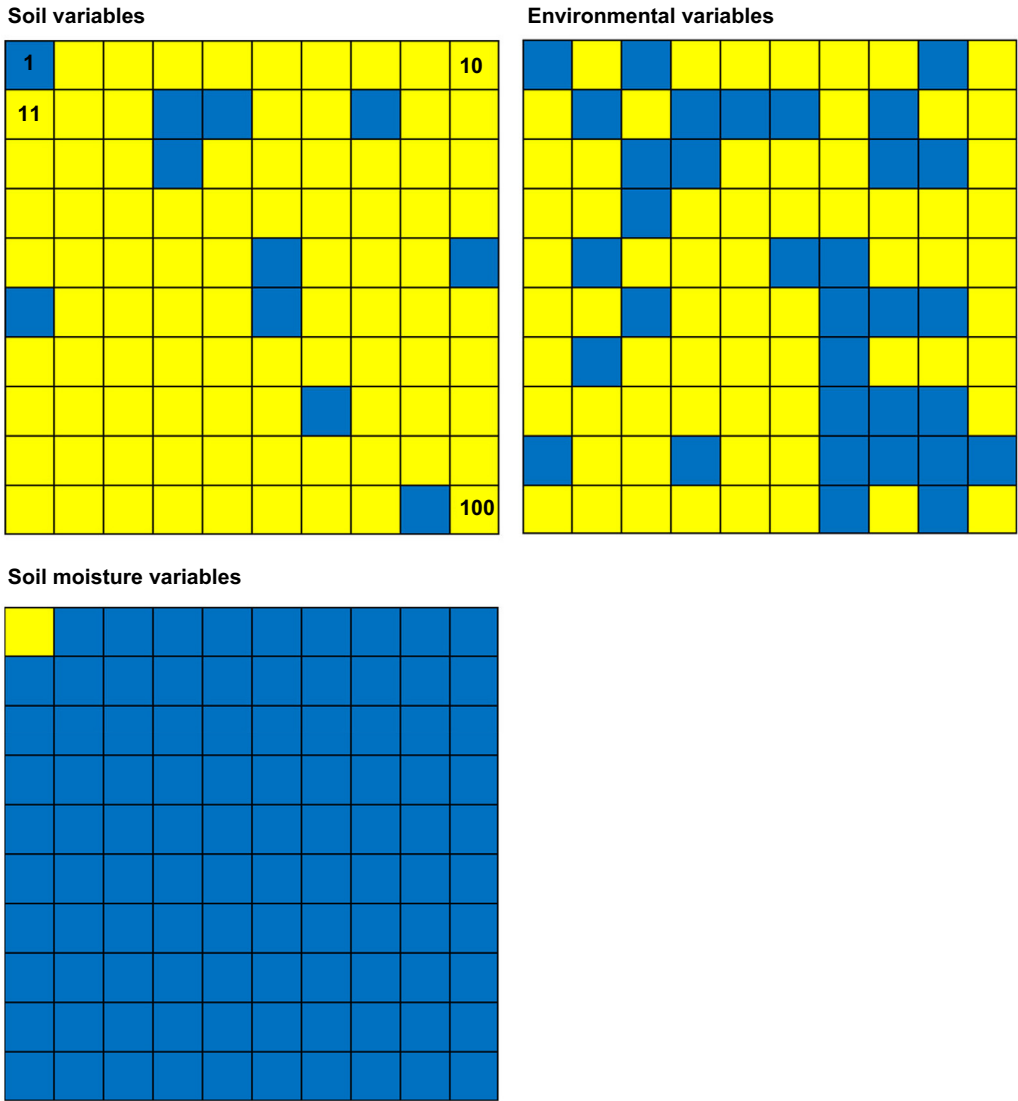 Soil variables
Environmental variables
1
10
11
100
Soil moisture variables